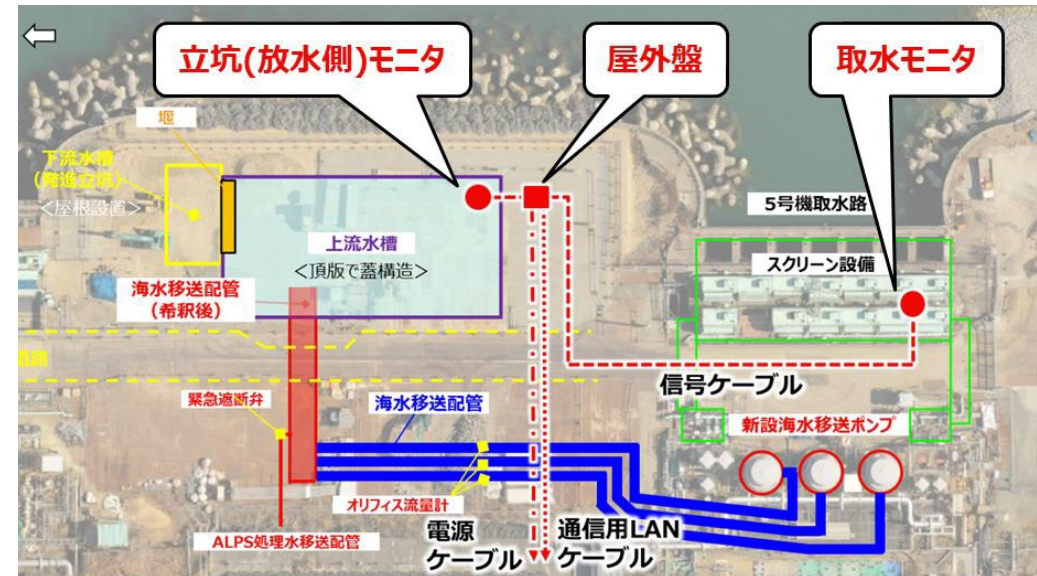 立坑(放水側)モニタ
屋外盤
取水モニタ
堰
下流水槽
(発進立坑)
＜屋根設置＞
5号機取水路
上流水槽
＜頂版で蓋構造＞
スクリーン設備
海水移送配管
(希釈後)
道路
信号ケーブル
緊急遮断弁
海水移送配管
新設海水移送ポンプ
オリフィス流量計
電源
ケーブル
通信用LAN
ケーブル
ALPS処理水移送配管